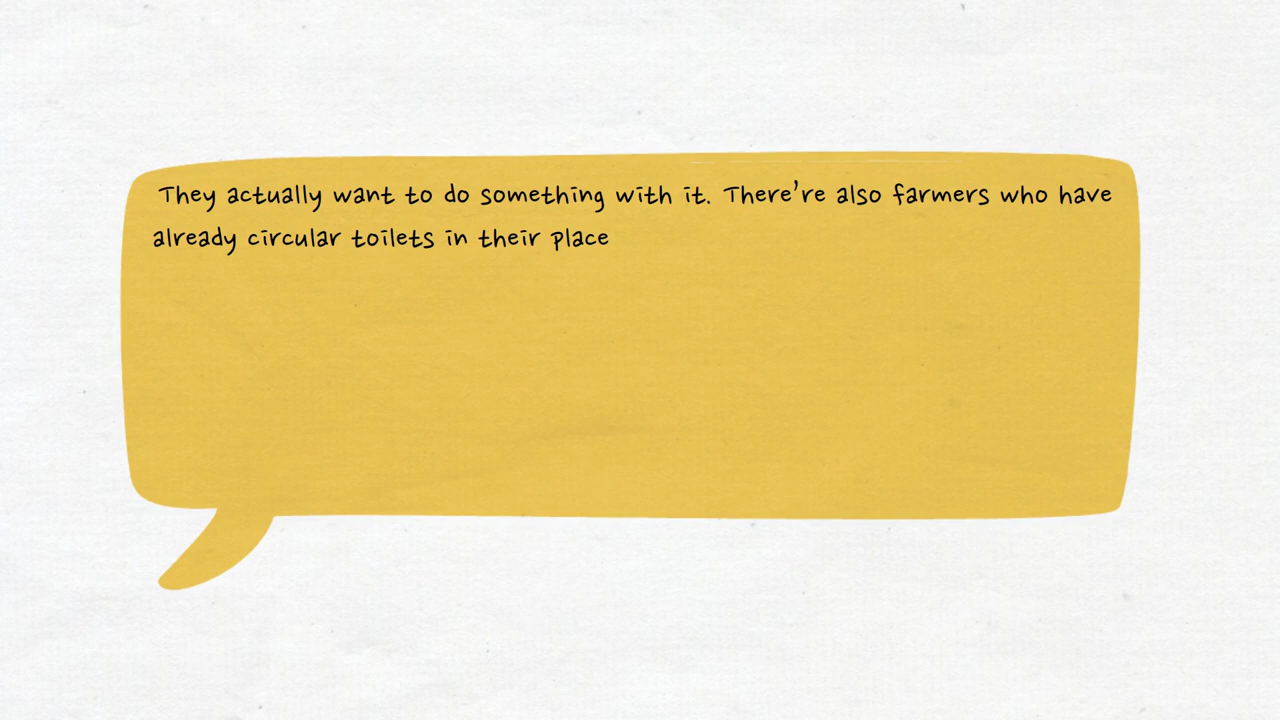 They actually want to do something with it. There're also farmers who have
already circular toilets in their place